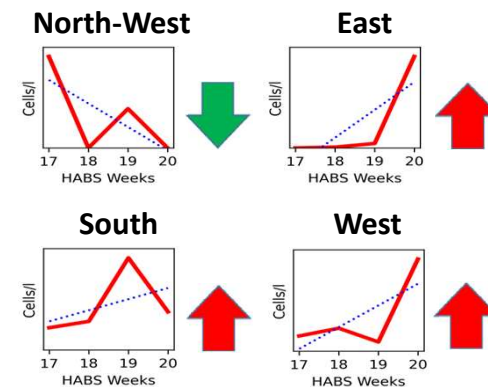 North-West
Cells/l
17 18 19 20
HABS Weeks
East
Cells/l
17 18 19 20
HABS Weeks
South
Cells/l
17 18 19 20
HABS Weeks
West
Cells/l
17 18 19 20
HABS Weeks